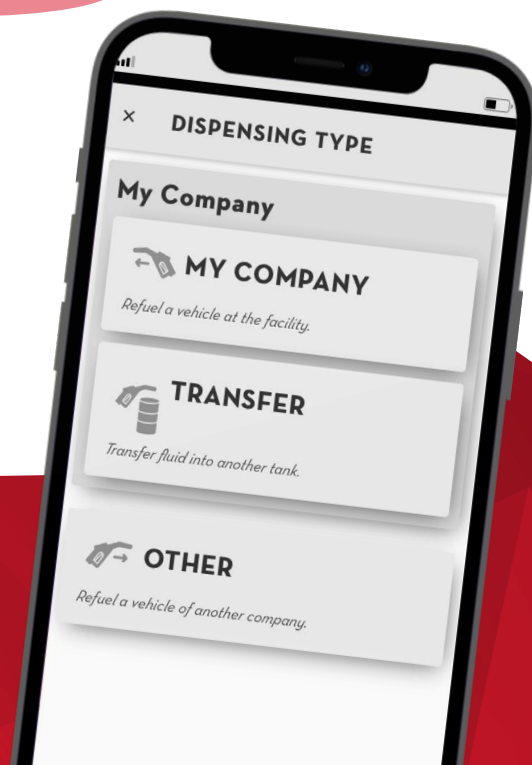 × DISPENSING TYPE
My Company
MY COMPANY
Refuel a vehicle at the facility.
TRANSFER
Transfer fluid into another tank.
OTHER
Refuel a vehicle of another company.